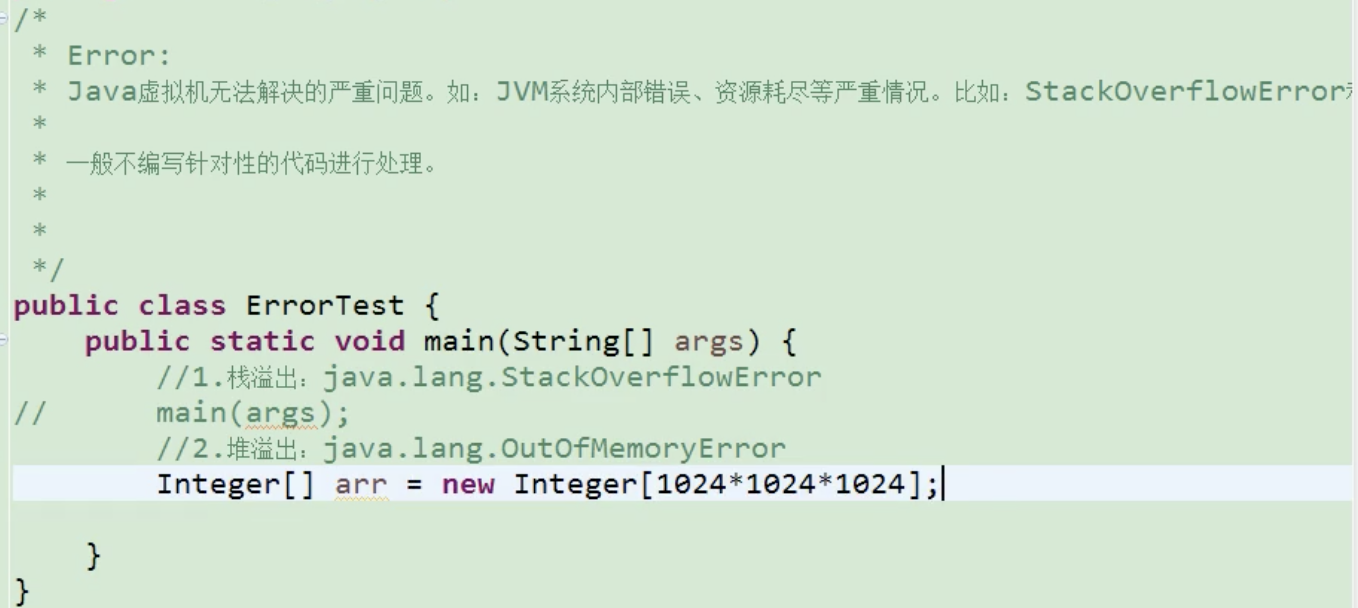 /*
 * Error:
 * Java虚拟机无法解决的严重问题。如：JVM系统内部错误、资源耗尽等严重情况。比如：StackOverflowError
 *
 * 一般不编写针对性的代码进行处理。
 *
 *
 */
public class ErrorTest {
    public static void main(String[] args) {
        //1.栈溢出：java.lang.StackOverflowError
//      main(args);
        //2.堆溢出：java.lang.OutOfMemoryError
        Integer[] arr = new Integer[1024*1024*1024];
    }
}